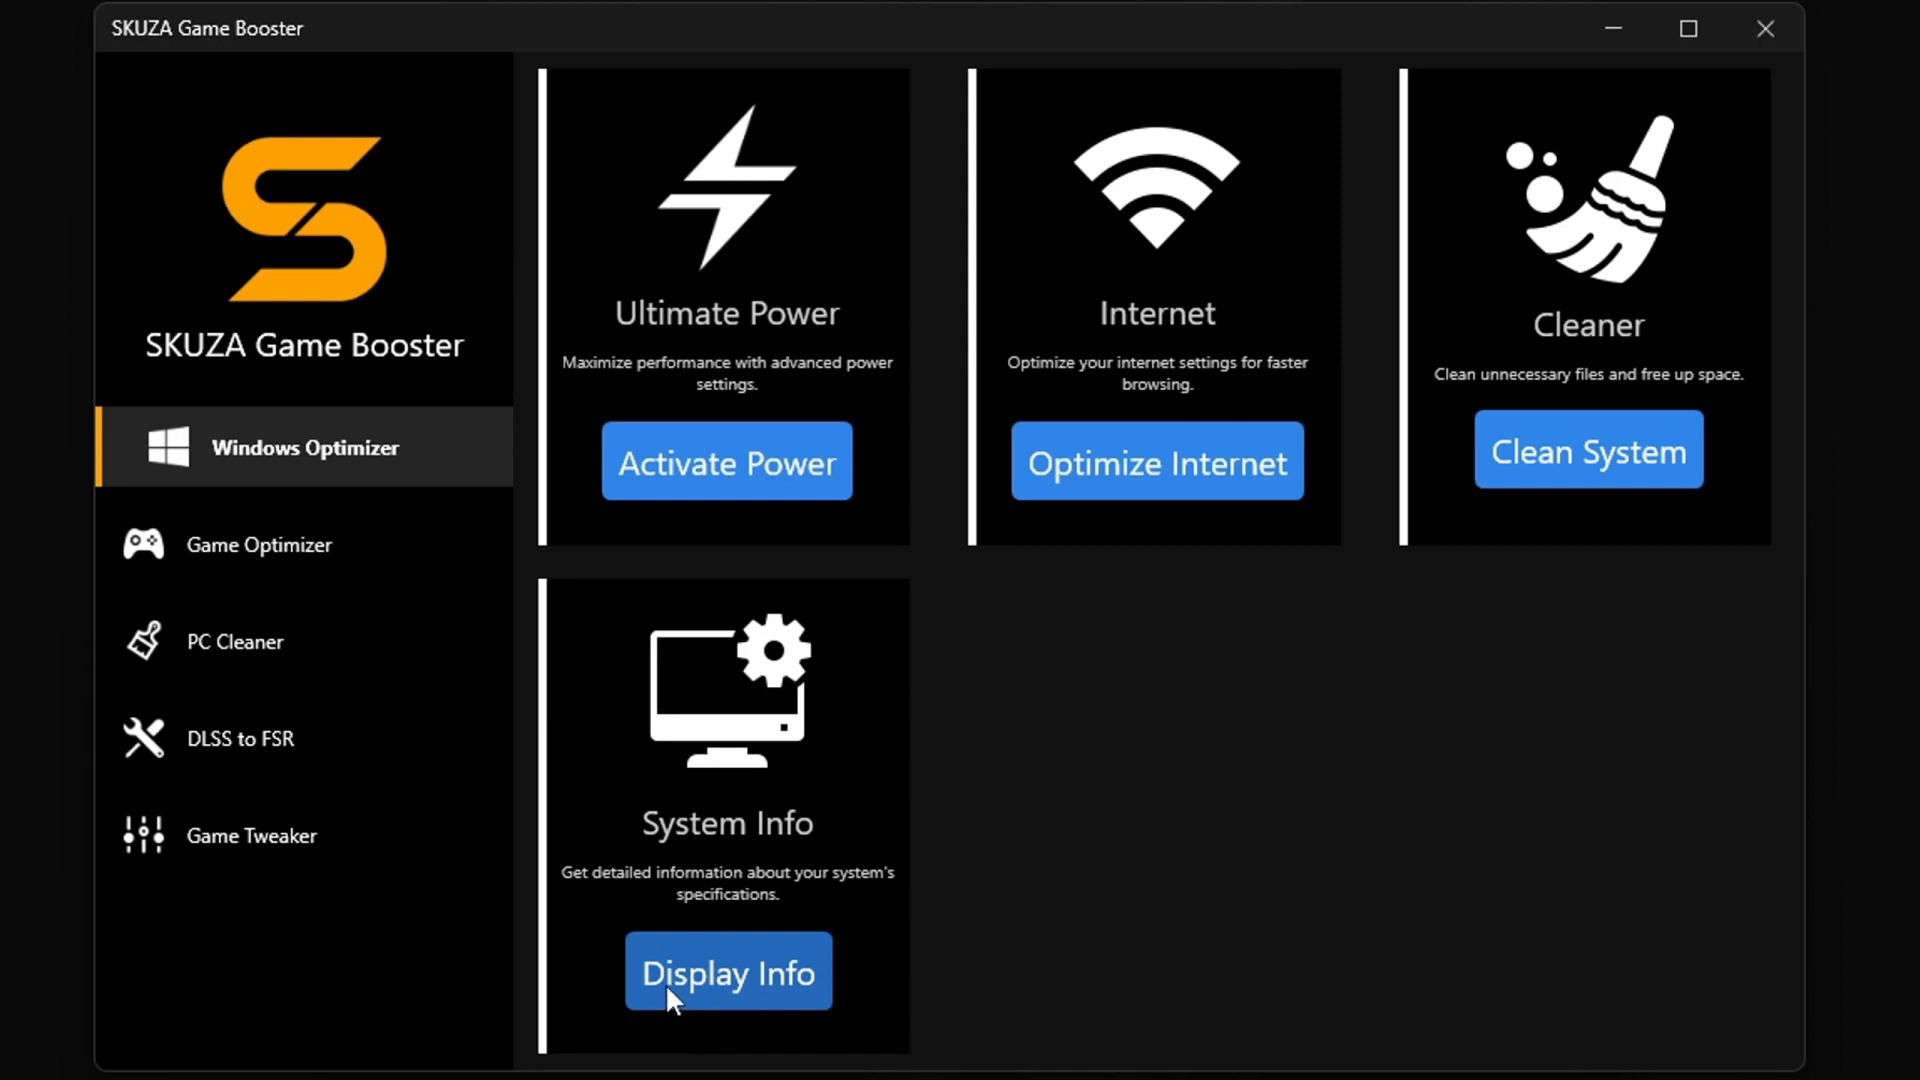 SKUZA Game Booster
SKUZA Game Booster
Windows Optimizer
Game Optimizer
PC Cleaner
DLSS to FSR
Game Tweaker
Ultimate Power
Maximize performance with advanced power
settings.
Activate Power
Internet
Optimize your internet settings for faster
browsing.
Optimize Internet
Cleaner
Clean unnecessary files and free up space.
Clean System
System Info
Get detailed information about your system's
specifications.
Display Info